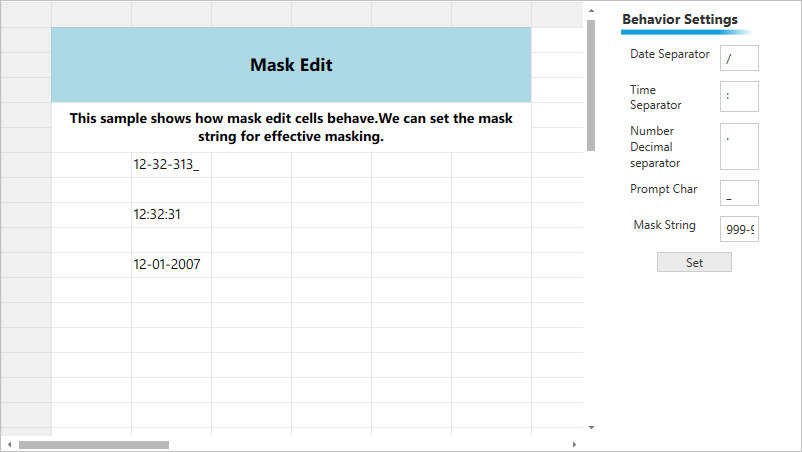 Mask Edit
This sample shows how mask edit cells behave.We can set the mask
string for effective masking.
12-32-313_
12:32:31
12-01-2007
Behavior Settings
Date Separator
/
Time
Separator
:
Number
Decimal
separator
.
Prompt Char
_
Mask String
999-9
Set